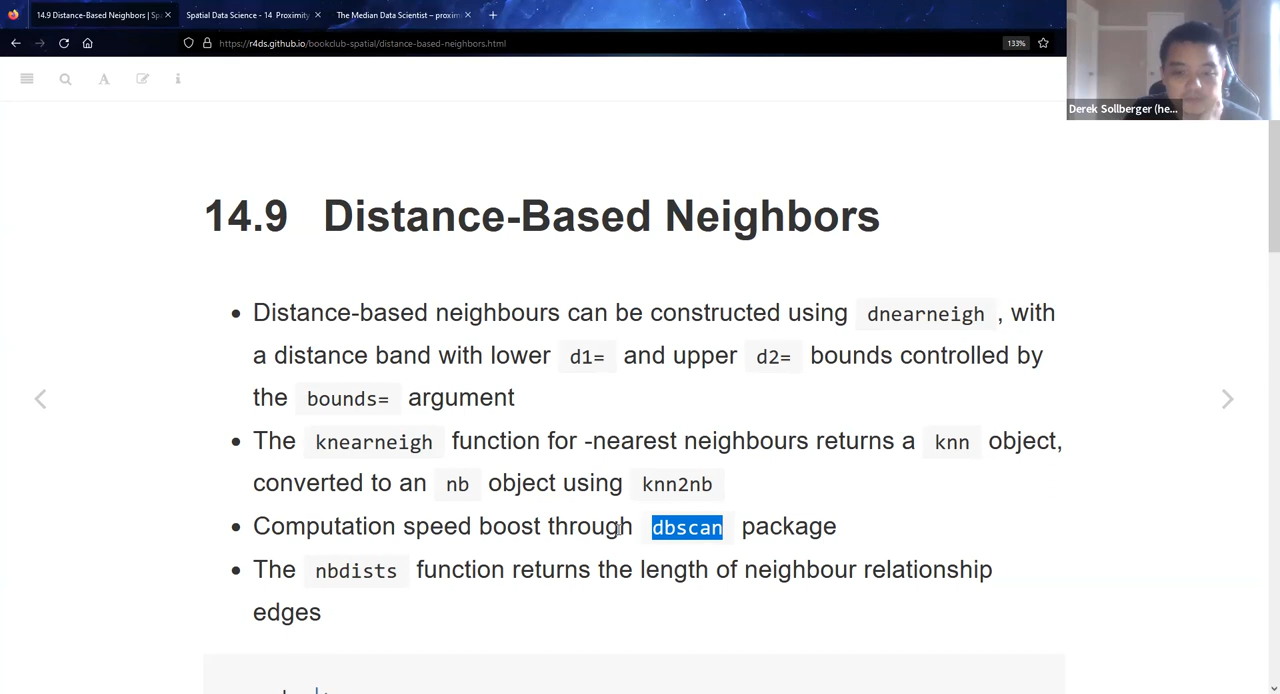 14.9 Distance-Based Neighbors | Sp
Spatial Data Science - 14 Proximity
The Median Data Scientist – proxim
https://r4ds.github.io/bookclub-spatial/distance-based-neighbors.html
133%
Derek Sollberger (he...
14.9 Distance-Based Neighbors
Distance-based neighbours can be constructed using dnearneigh , with
a distance band with lower d1= and upper d2= bounds controlled by
the bounds= argument
The knearneigh function for -nearest neighbours returns a knn object,
converted to an nb object using knn2nb
Computation speed boost through dbscan package
The nbdists function returns the length of neighbour relationship
edges